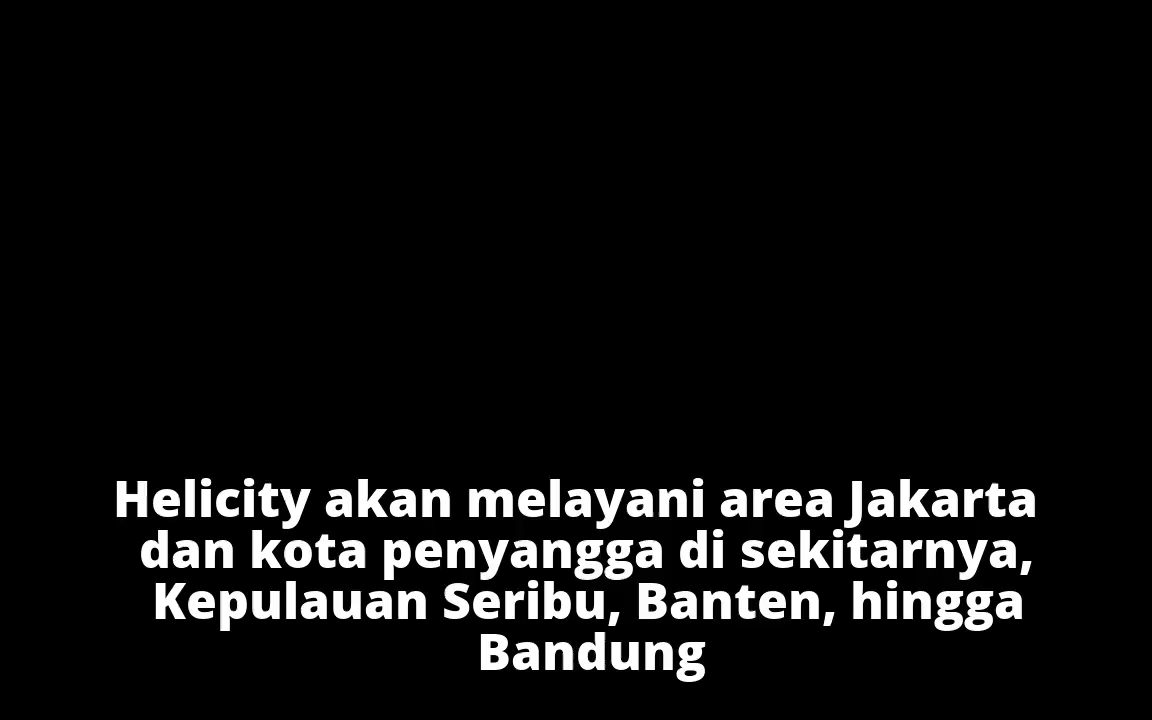 Helicity akan melayani area Jakarta
dan kota penyangga di sekitarnya,
Kepulauan Seribu, Banten, hingga
Bandung